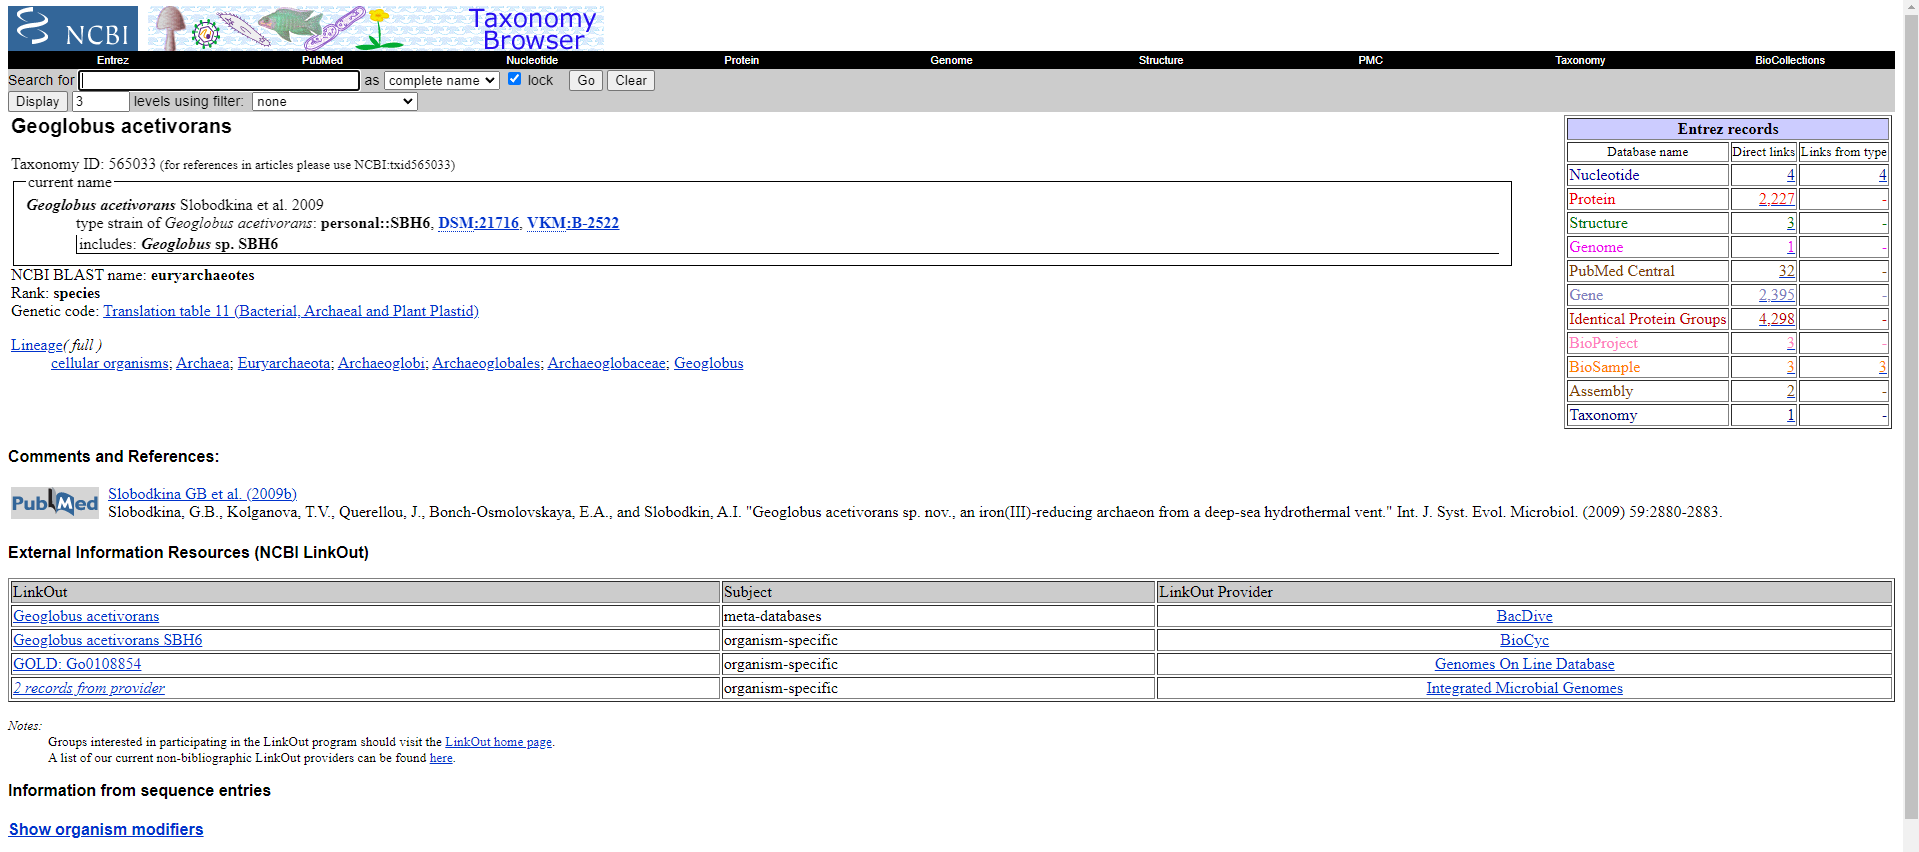 NCBI
Taxonomy
Browser
Entrez PubMed Nucleotide Protein Genome Structure PMC Taxonomy BioCollections
Search for as complete name lock Go Clear
Display 3 levels using filter: none
Geoglobus acetivorans
Taxonomy ID: 565033 (for references in articles please use NCBI:txid565033)
current name
Geoglobus acetivorans Slobodkina et al. 2009
type strain of Geoglobus acetivorans: personal::SBH6, DSM:21716, VKM:B-2522
includes: Geoglobus sp. SBH6
NCBI BLAST name: euryarchaeotes
Rank: species
Genetic code: Translation table 11 (Bacterial, Archaeal and Plant Plastid)
Lineage( full )
cellular organisms; Archaea; Euryarchaeota; Archaeoglobi; Archaeoglobales; Archaeoglobaceae; Geoglobus
Entrez records
Database name Direct links Links from type
Nucleotide 4 4
Protein 2,227 -
Structure 3 -
Genome 1 -
PubMed Central 32 -
Gene 2,395 -
Identical Protein Groups 4,298 -
BioProject 3 -
BioSample 3 3
Assembly 2 -
Taxonomy 1 -
Comments and References:
PubMed
Slobodkina GB et al. (2009b)
Slobodkina, G.B., Kolganova, T.V., Querellou, J., Bonch-Osmolovskaya, E.A., and Slobodkin, A.I. "Geoglobus acetivorans sp. nov., an iron(III)-reducing archaeon from a deep-sea hydrothermal vent." Int. J. Syst. Evol. Microbiol. (2009) 59:2880-2883.
External Information Resources (NCBI LinkOut)
LinkOut Subject LinkOut Provider
Geoglobus acetivorans meta-databases BacDive
Geoglobus acetivorans SBH6 organism-specific BioCyc
GOLD: Go0108854 organism-specific Genomes On Line Database
2 records from provider organism-specific Integrated Microbial Genomes
Notes:
Groups interested in participating in the LinkOut program should visit the LinkOut home page.
A list of our current non-bibliographic LinkOut providers can be found here.
Information from sequence entries
Show organism modifiers